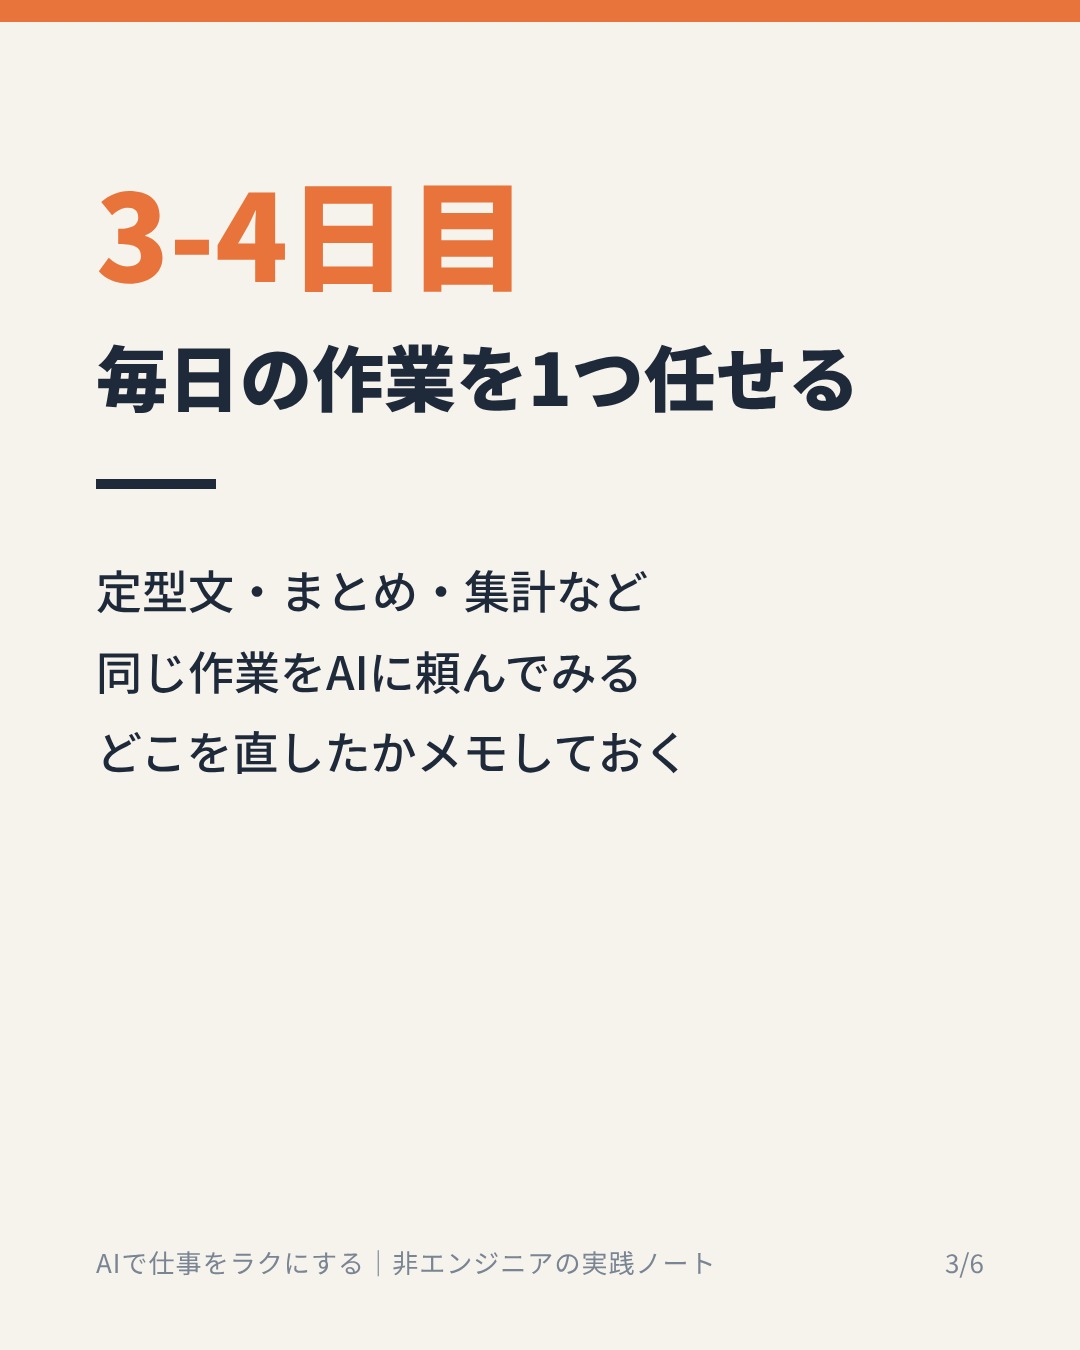 3-4日目
毎日の作業を1つ任せる
定型文・まとめ・集計など
同じ作業をAIに頼んでみる
どこを直したかメモしておく
AIで仕事をラクにする｜非エンジニアの実践ノート
3/6